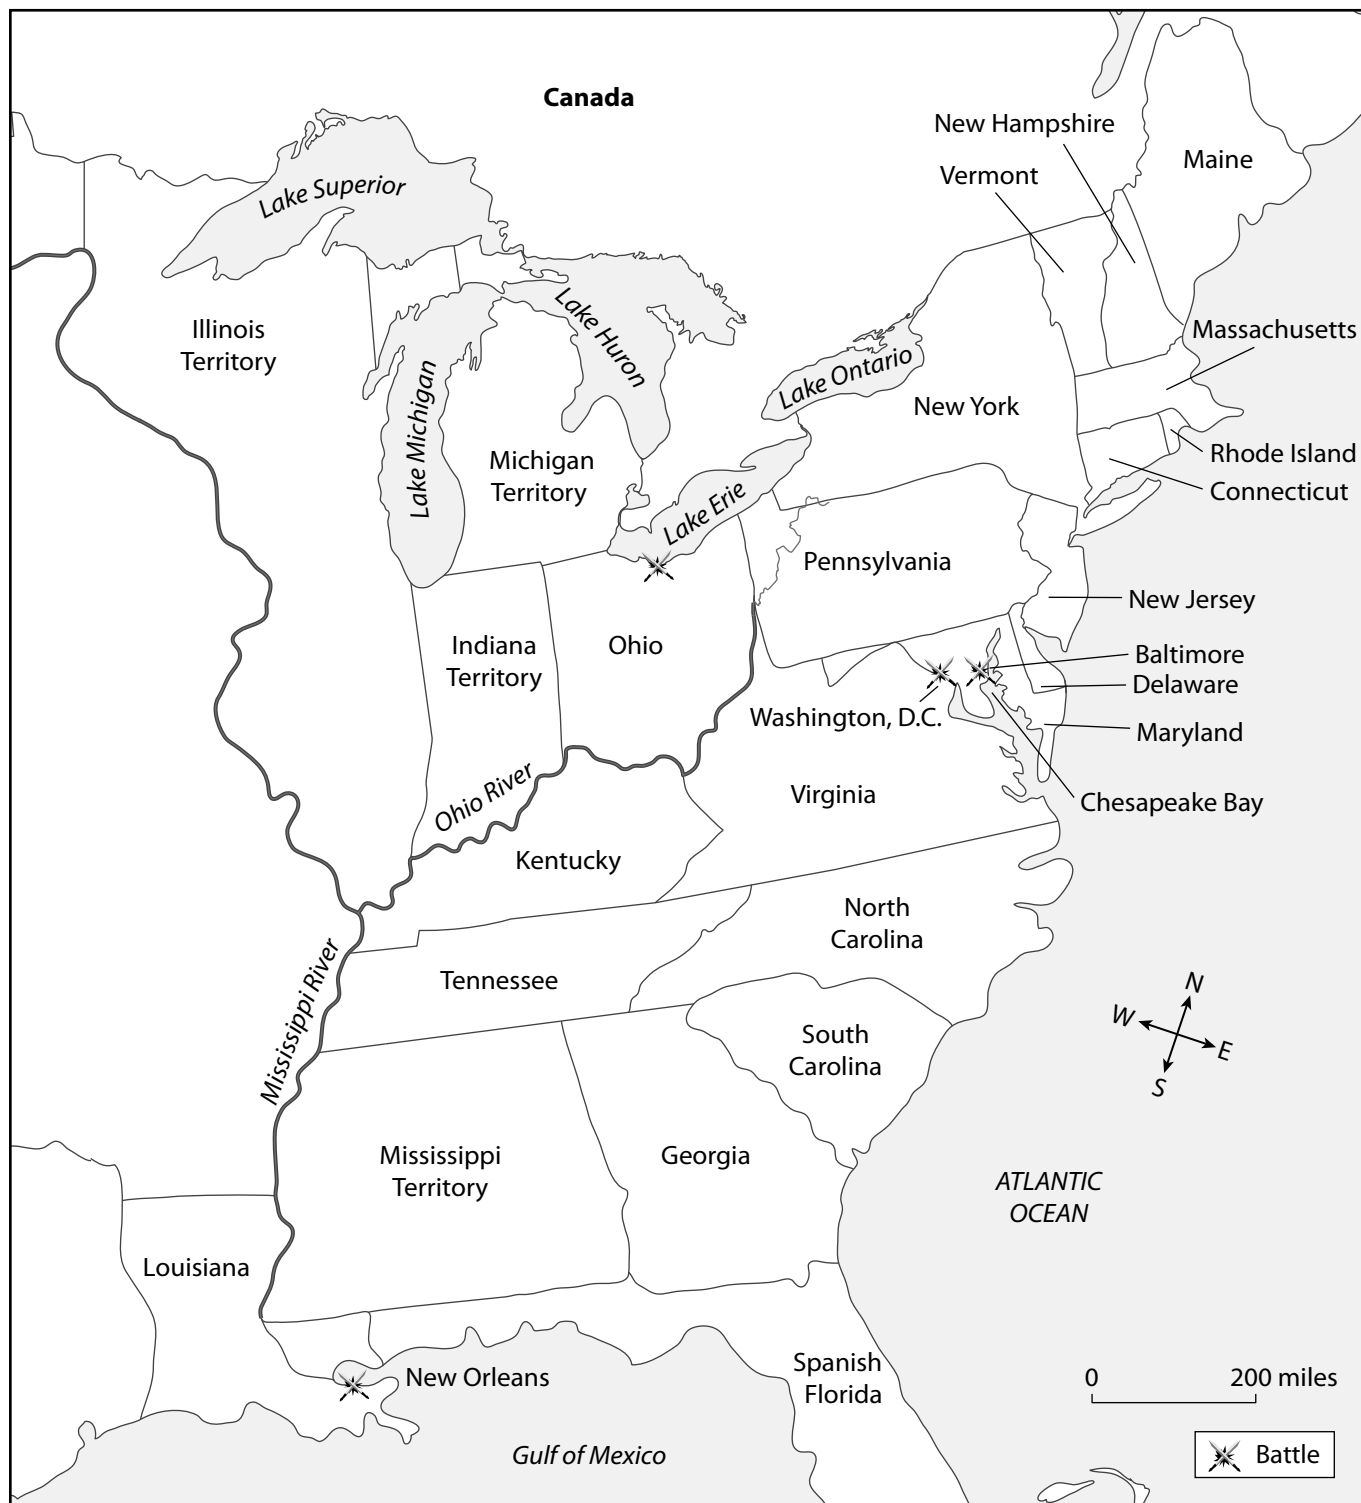 Canada
New Hampshire
Vermont
Maine
Lake Superior
Illinois
Territory
Lake Huron
Lake Michigan
Lake Ontario
Massachusetts
New York
Michigan
Territory
Rhode Island
Connecticut
Lake Erie
Pennsylvania
New Jersey
Indiana
Territory
Ohio
Baltimore
Delaware
Washington, D.C.
Maryland
Ohio River
Virginia
Chesapeake Bay
Kentucky
North
Carolina
Mississippi River
Tennessee
South
Carolina
N
W
E
S
Mississippi
Territory
Georgia
ATLANTIC
OCEAN
Louisiana
New Orleans
Spanish
Florida
0 200 miles
Gulf of Mexico
Battle